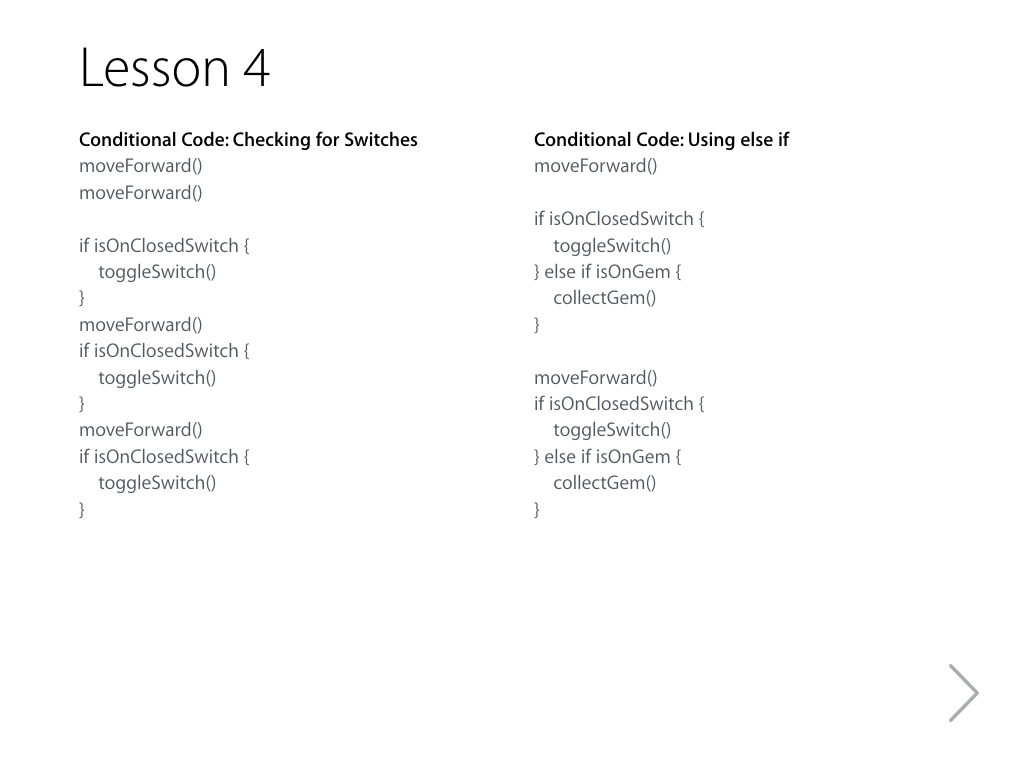 Lesson 4
Conditional Code: Checking for Switches
moveForward()
moveForward()
if isOnClosedSwitch {
toggleSwitch()
}
moveForward()
if isOnClosedSwitch {
toggleSwitch()
}
moveForward()
if isOnClosedSwitch {
toggleSwitch()
}
Conditional Code: Using else if
moveForward()
if isOnClosedSwitch {
toggleSwitch()
} else if isOnGem {
collectGem()
}
moveForward()
if isOnClosedSwitch {
toggleSwitch()
} else if isOnGem {
collectGem()
}